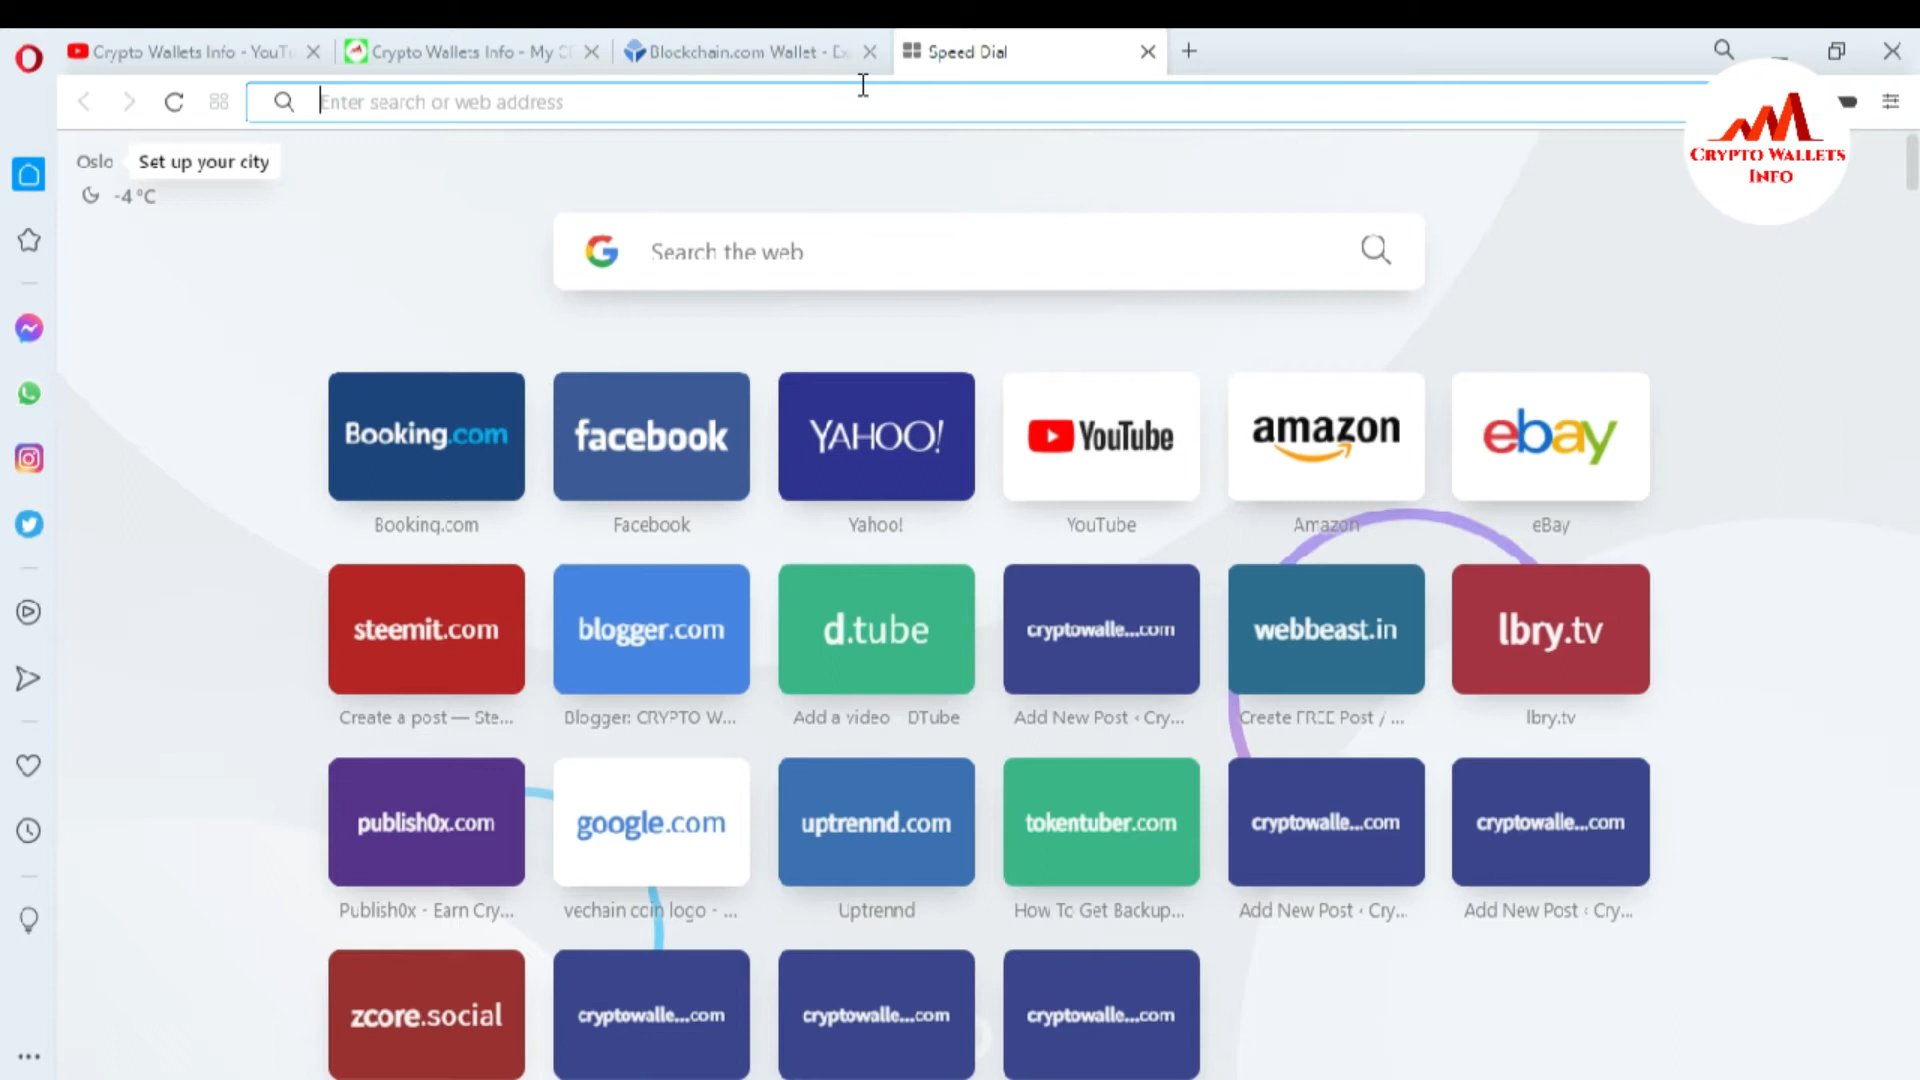 Crypto Wallets Info - YouTu
Crypto Wallets Info - My C
Blockchain.com Wallet - Ex
Speed Dial
Enter search or web address
CRYPTO WALLETS
INFO
Oslo
Set up your city
-4 °C
Search the web
Booking.com
facebook
YAHOO!
YouTube
amazon
ebay
Booking.com
Facebook
Yahoo!
YouTube
Amazon
eBay
steemit.com
blogger.com
d.tube
cryptowalle...com
webbeast.in
lbry.tv
Create a post — Ste...
Blogger: CRYPTO W...
Add a video DTube
Add New Post ‹ Cry...
Create FREE Post / ...
lbry.tv
publish0x.com
google.com
uptrennd.com
tokentuber.com
cryptowalle...com
cryptowalle...com
Publish0x - Earn Cry...
vechain coin logo - ...
Uptrennd
How To Get Backup...
Add New Post ‹ Cry...
Add New Post ‹ Cry...
zcore.social
cryptowalle...com
cryptowalle...com
cryptowalle...com